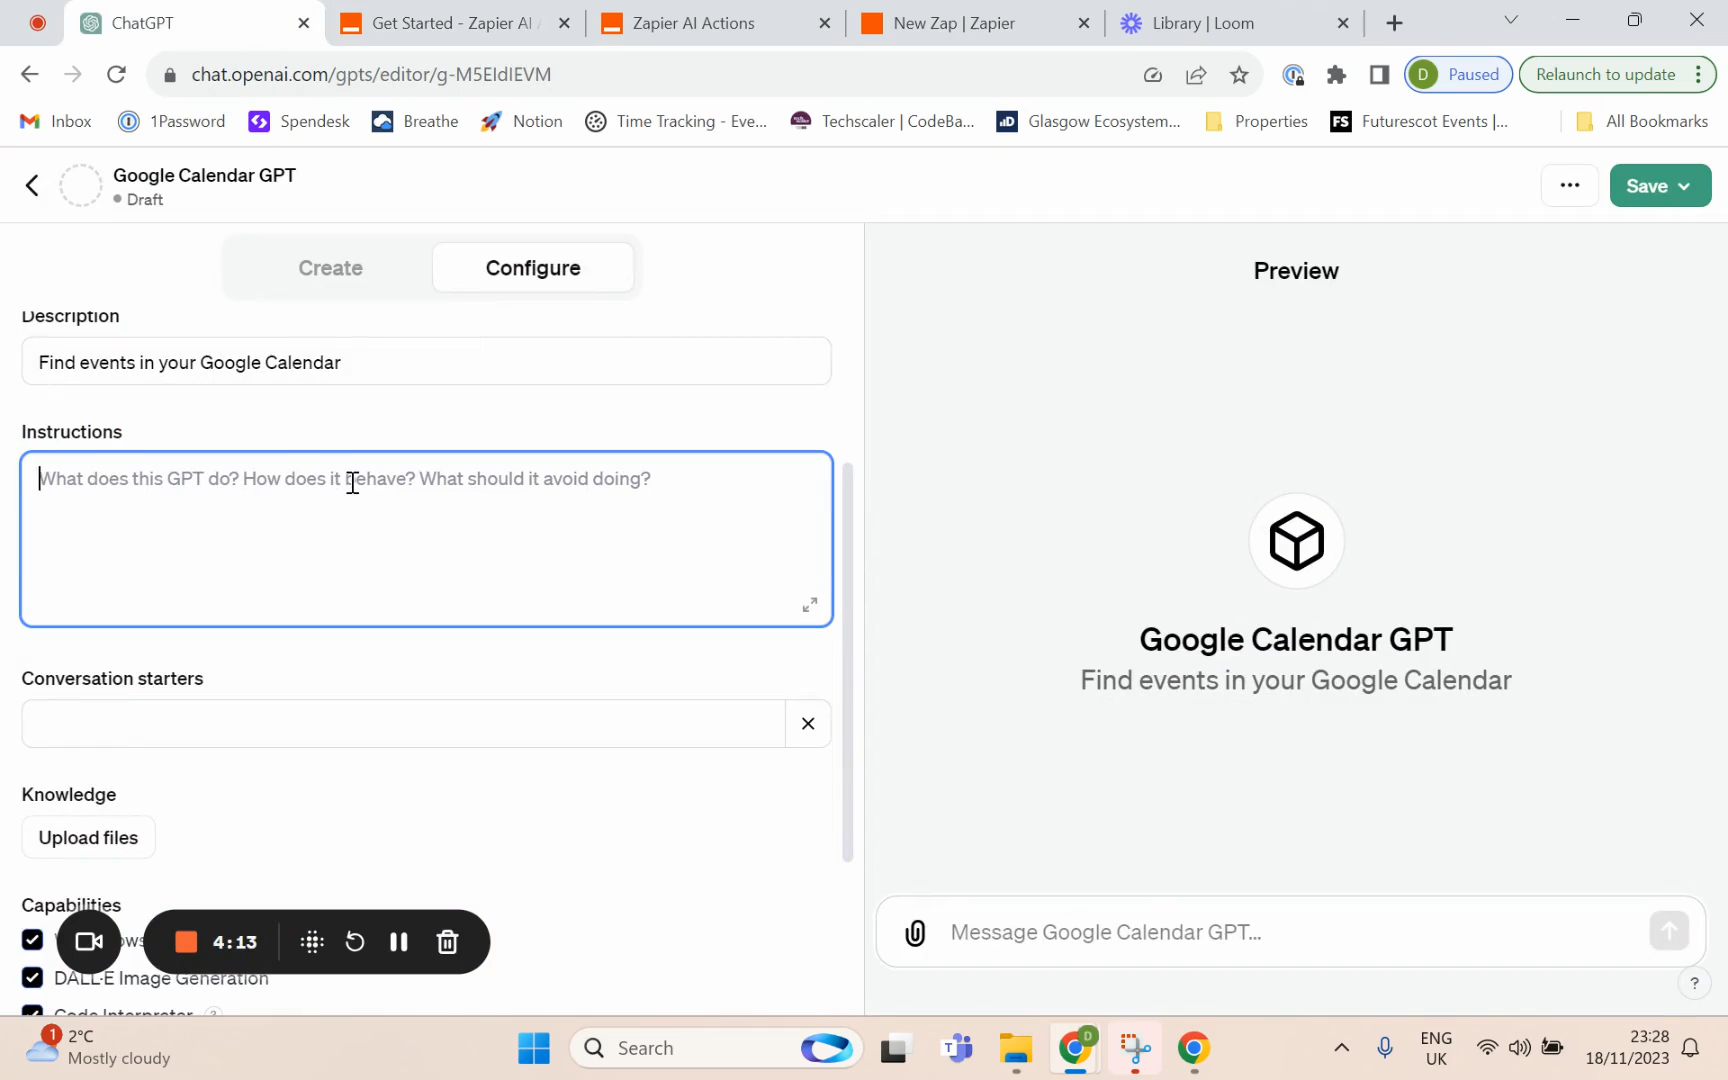 ChatGPT
Get Started - Zapier AI
Zapier AI Actions
New Zap | Zapier
Library | Loom
chat.openai.com/gpts/editor/g-M5EIdIEVM
D
Paused
Relaunch to update
Inbox
1Password
Spendesk
Breathe
Notion
Time Tracking - Eve...
Techscaler | CodeBa...
Glasgow Ecosystem...
Properties
FS
Futurescot Events |...
All Bookmarks
Google Calendar GPT
Draft
Save
Create
Configure
Preview
Description
Find events in your Google Calendar
Instructions
What does this GPT do? How does it behave? What should it avoid doing?
Google Calendar GPT
Find events in your Google Calendar
Conversation starters
Knowledge
Upload files
Capabilities
4:13
DALL·E Image Generation
Code Interpreter
Message Google Calendar GPT...
?
1
2°C
Mostly cloudy
Search
D
ENG
UK
23:28
18/11/2023